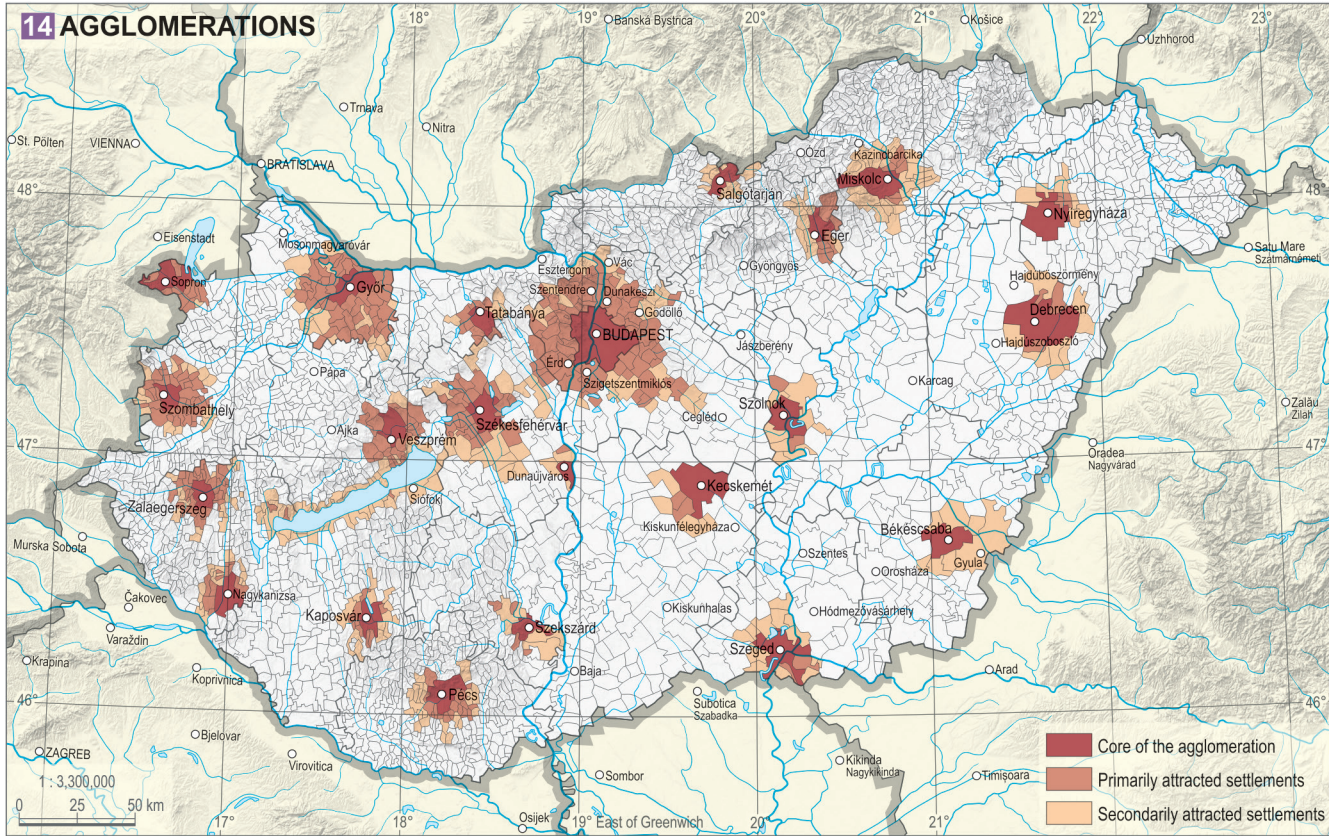 14 AGGLOMERATIONS
18°
19°
20°
21°
22°
23°
Banská Bystrica
Košice
Uzhhorod
Trnava
Nitra
St. Pölten
VIENNA
BRATISLAVA
Ózd
Kazincbarcika
Miskolc
Salgótarján
48°
48°
Nyíregyháza
Eisenstadt
Mosonmagyaróvár
Eger
Satu Mare
Szatmárnémeti
Esztergom
Vác
Gyöngyös
Sopron
Győr
Szentendre
Dunakeszi
Hajdúböszörmény
Tatabánya
Gödöllő
Debrecen
BUDAPEST
Jászberény
Hajdúszoboszló
Érd
Pápa
Szigetszentmiklós
Karcag
Szombathely
Zalău
Zilah
Székesfehérvár
Cegléd
Szolnok
Ajka
Veszprém
47°
47°
Oradea
Nagyvárad
Dunaújváros
Siófok
Kecskemét
Zalaegerszeg
Kiskunfélegyháza
Békéscsaba
Murska Sobota
Szentes
Gyula
Orosháza
Nagykanizsa
Čakovec
Kaposvár
Kiskunhalas
Hódmezővásárhely
Varaždin
Szekszárd
Szeged
Krapina
Koprivnica
Baja
Arad
Pécs
Subotica
Szabadka
46°
46°
Bjelovar
ZAGREB
Virovitica
Sombor
Kikinda
Nagykikinda
Timișoara
Core of the agglomeration
Primarily attracted settlements
Secondarily attracted settlements
1 : 3,300,000
0 25 50 km
Osijek
17°
18°
19° East of Greenwich
20°
21°